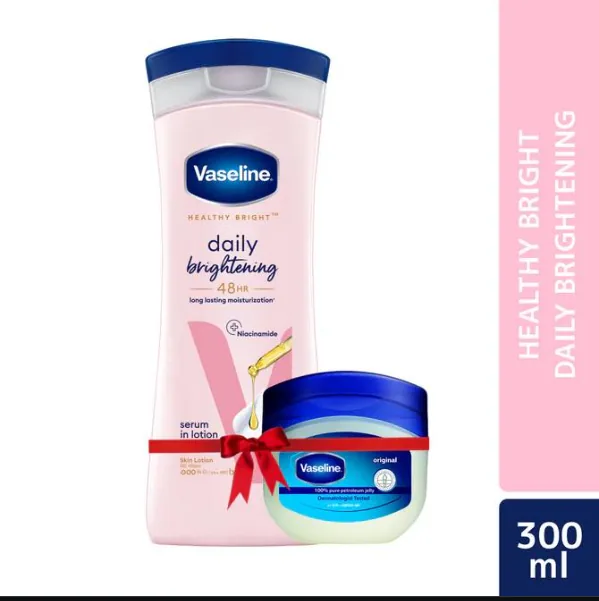 Vaseline.
HEALTHY BRIGHT™
daily
brightening
48HR
long lasting moisturization
Niacinamide
serum
in lotion
Skin Lotion
Vaseline.
original
100% pure petroleum jelly
Dermatologist Tested
HEALTHY BRIGHT
DAILY BRIGHTENING
300
ml